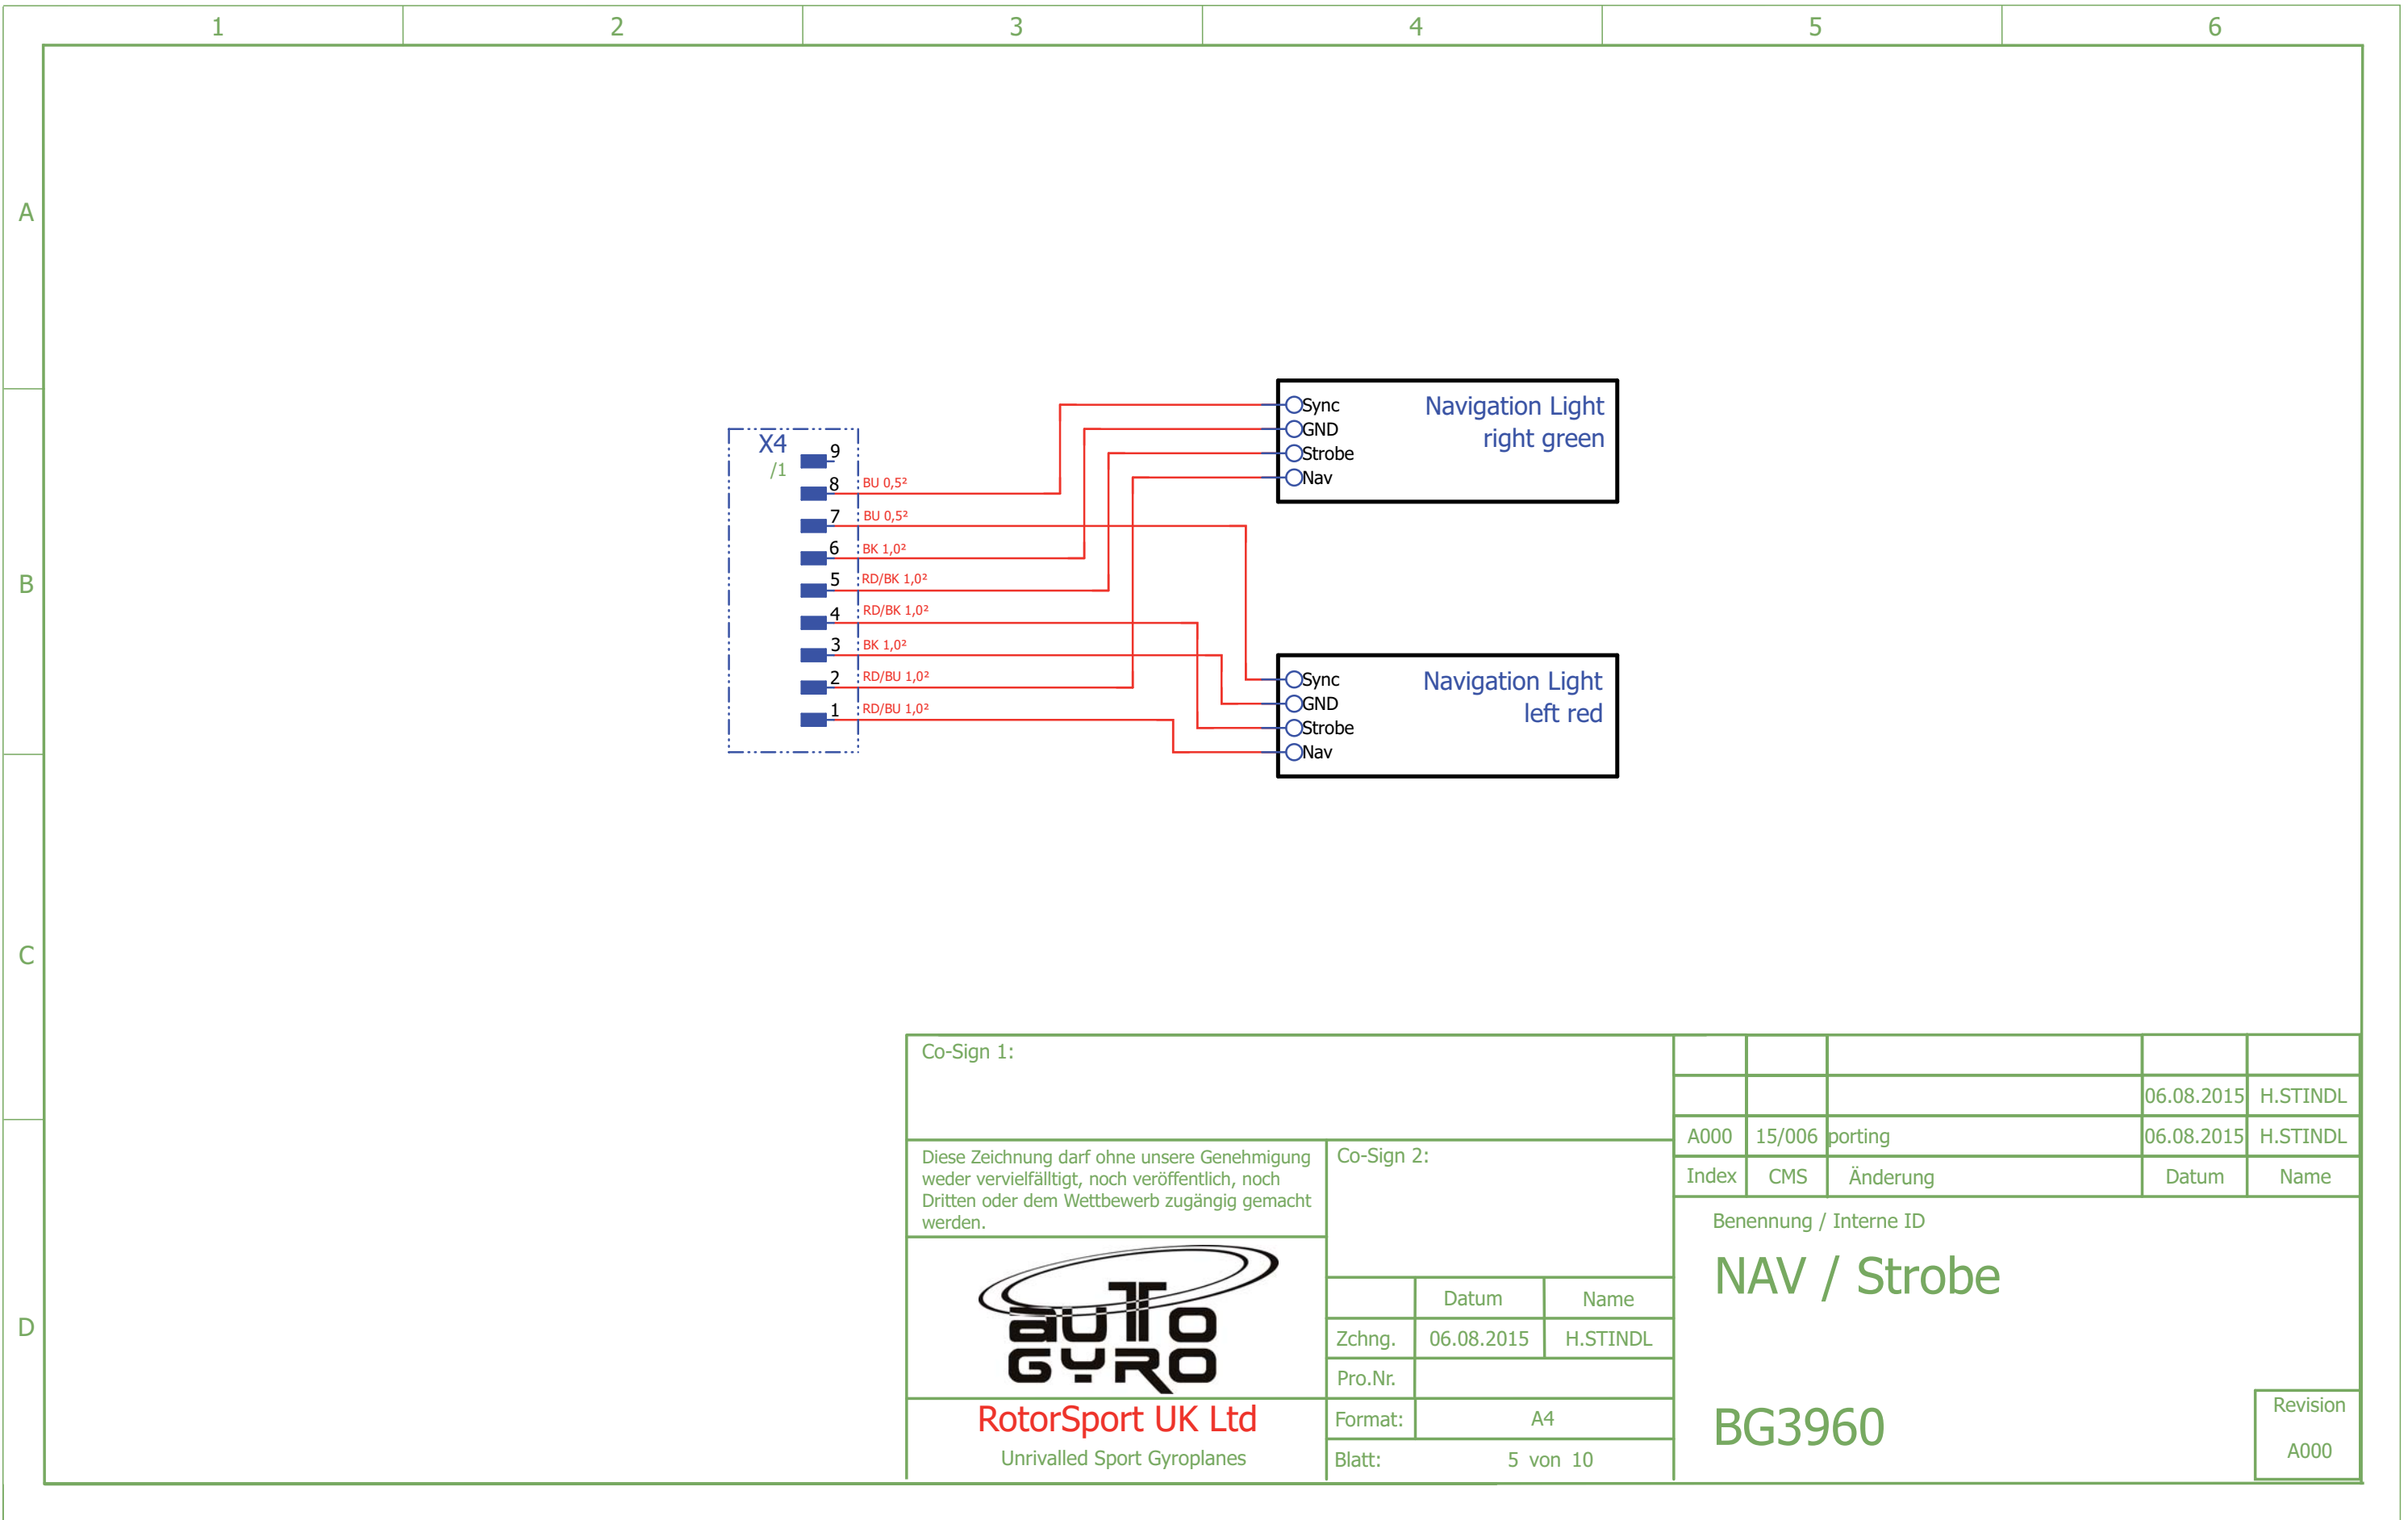 1 2 3 4 5 6
A
B
C
D
X4
/1
9
8 BU 0,5²
7 BU 0,5²
6 BK 1,0²
5 RD/BK 1,0²
4 RD/BK 1,0²
3 BK 1,0²
2 RD/BU 1,0²
1 RD/BU 1,0²
Sync
GND
Strobe
Nav
Navigation Light
right green
Sync
GND
Strobe
Nav
Navigation Light
left red
Co-Sign 1:
Diese Zeichnung darf ohne unsere Genehmigung
weder vervielfälltigt, noch veröffentlich, noch
Dritten oder dem Wettbewerb zugängig gemacht
werden.
Co-Sign 2:
AUTO
GYRO
RotorSport UK Ltd
Unrivalled Sport Gyroplanes
Datum Name
Zchng. 06.08.2015 H.STINDL
Pro.Nr.
Format: A4
Blatt: 5 von 10
06.08.2015 H.STINDL
A000 15/006 porting 06.08.2015 H.STINDL
Index CMS Änderung Datum Name
Benennung / Interne ID
NAV / Strobe
BG3960
Revision
A000